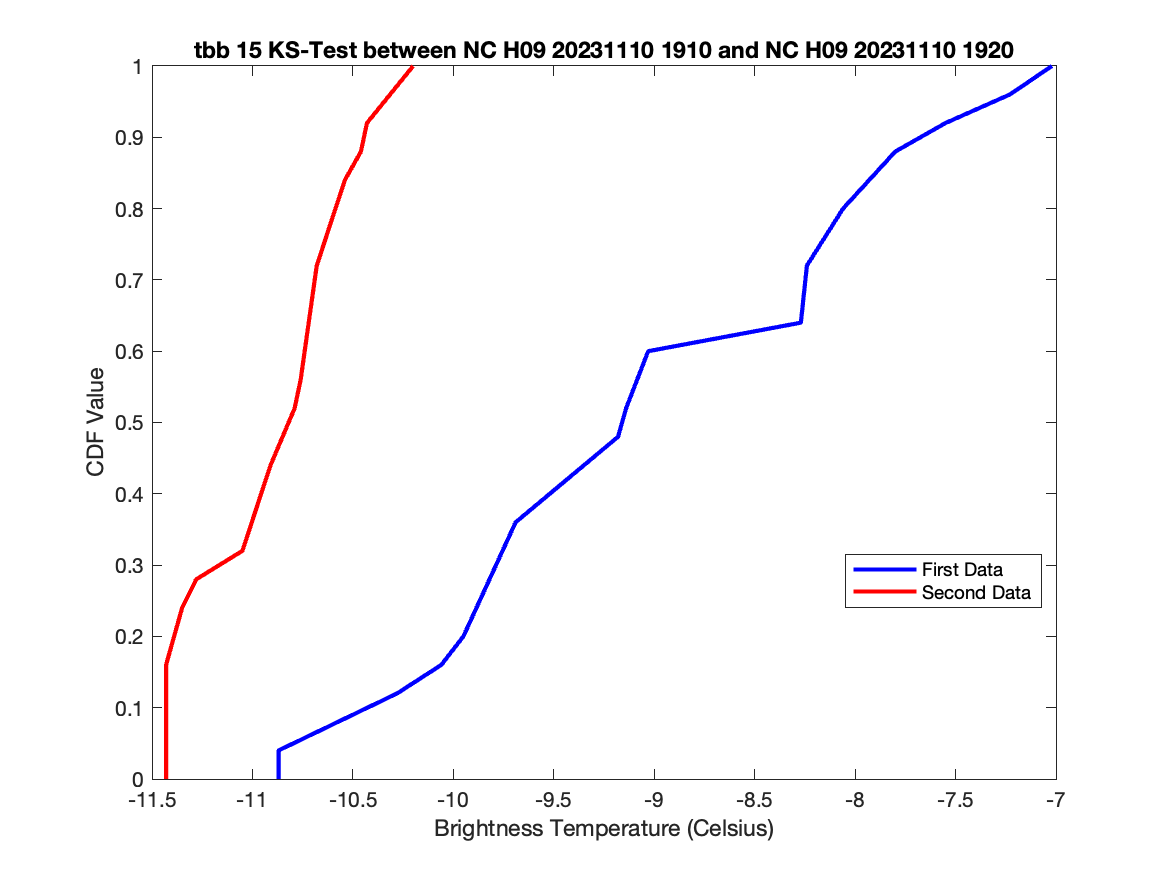 tbb 15 KS-Test between NC H09 20231110 1910 and NC H09 20231110 1920
1
0.9
0.8
0.7
0.6
0.5
0.4
0.3
0.2
0.1
0
CDF Value
First Data
Second Data
-11.5 -11 -10.5 -10 -9.5 -9 -8.5 -8 -7.5 -7
Brightness Temperature (Celsius)